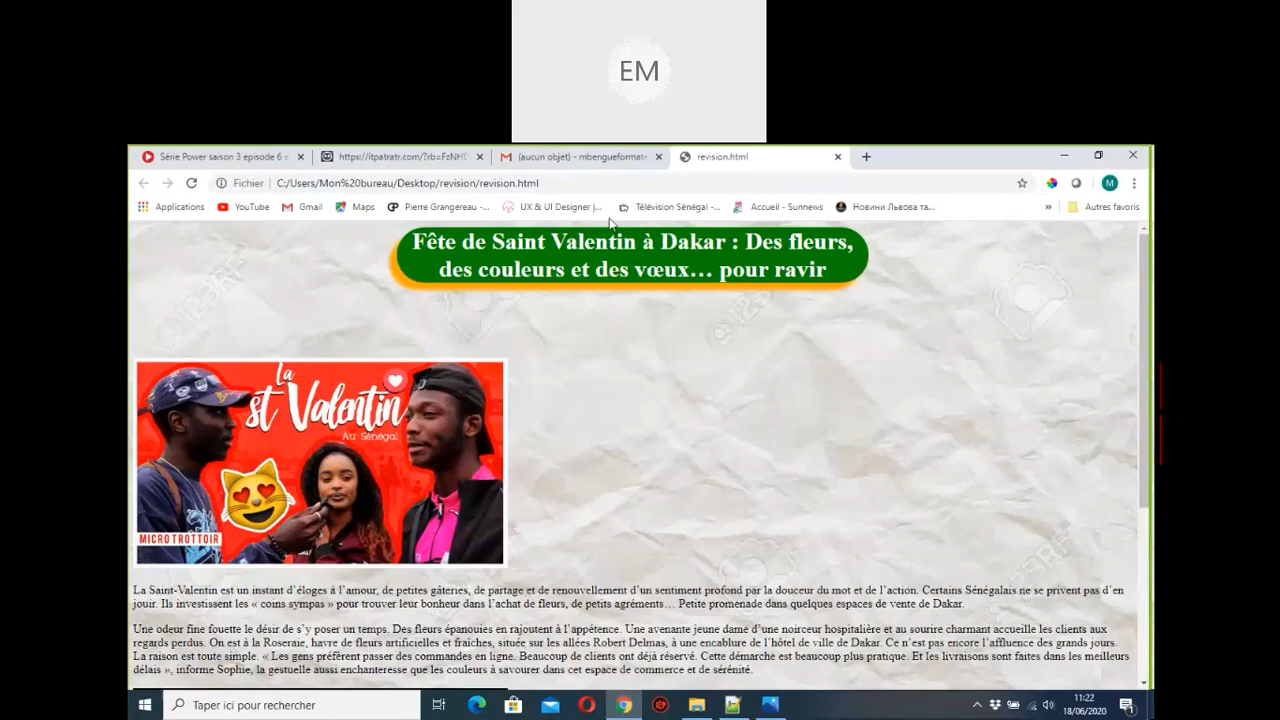 EM
Série Power saison 3 episode 6 e
https://itpatratr.com/?rb=FzNHD
(aucun objet) - mbengueformate
revision.html
Fichier
C:/Users/Mon%20bureau/Desktop/revision/revision.html
M
Applications
YouTube
Gmail
Maps
Pierre Grangereau -...
UX & UI Designer |...
Télévision Sénégal -...
Accueil - Sunnews
Новини Львова та...
»
Autres favoris
Fête de Saint Valentin à Dakar : Des fleurs,
des couleurs et des vœux… pour ravir
123RF
La
st Valentin
Au Sénégal
MICROTROTTOIR
La Saint-Valentin est un instant d’éloges à l’amour, de petites gâteries, de partage et de renouvellement d’un sentiment profond par la douceur du mot et de l’action. Certains Sénégalais ne se privent pas d’en
jouir. Ils investissent les « coins sympas » pour trouver leur bonheur dans l’achat de fleurs, de petits agréments… Petite promenade dans quelques espaces de vente de Dakar.
Une odeur fine fouette le désir de s’y poser un temps. Des fleurs épanouies en rajoutent à l’appétence. Une avenante jeune dame d’une noirceur hospitalière et au sourire charmant accueille les clients aux
regards perdus. On est à la Roseraie, havre de fleurs artificielles et fraîches, située sur les allées Robert Delmas, à une encablure de l’hôtel de ville de Dakar. Ce n’est pas encore l’affluence des grands jours.
La raison est toute simple. « Les gens préfèrent passer des commandes en ligne. Beaucoup de clients ont déjà réservé. Cette démarche est beaucoup plus pratique. Et les livraisons sont faites dans les meilleurs
délais », informe Sophie, la gestuelle aussi enchanteresse que les couleurs à savourer dans cet espace de commerce et de sérénité.
Taper ici pour rechercher
11:22
18/06/2020